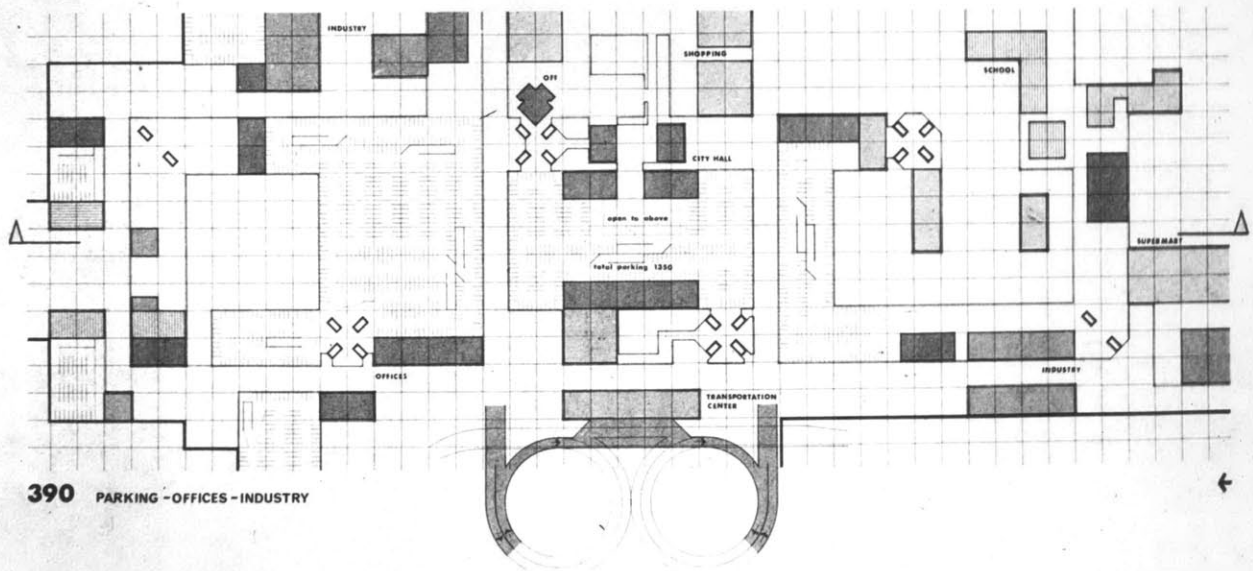 INDUSTRY
SHOPPING
SCHOOL
OFF
CITY HALL
open to above
SUPERMART
total parking 1350
INDUSTRY
OFFICES
TRANSPORTATION
CENTER
390 PARKING - OFFICES - INDUSTRY